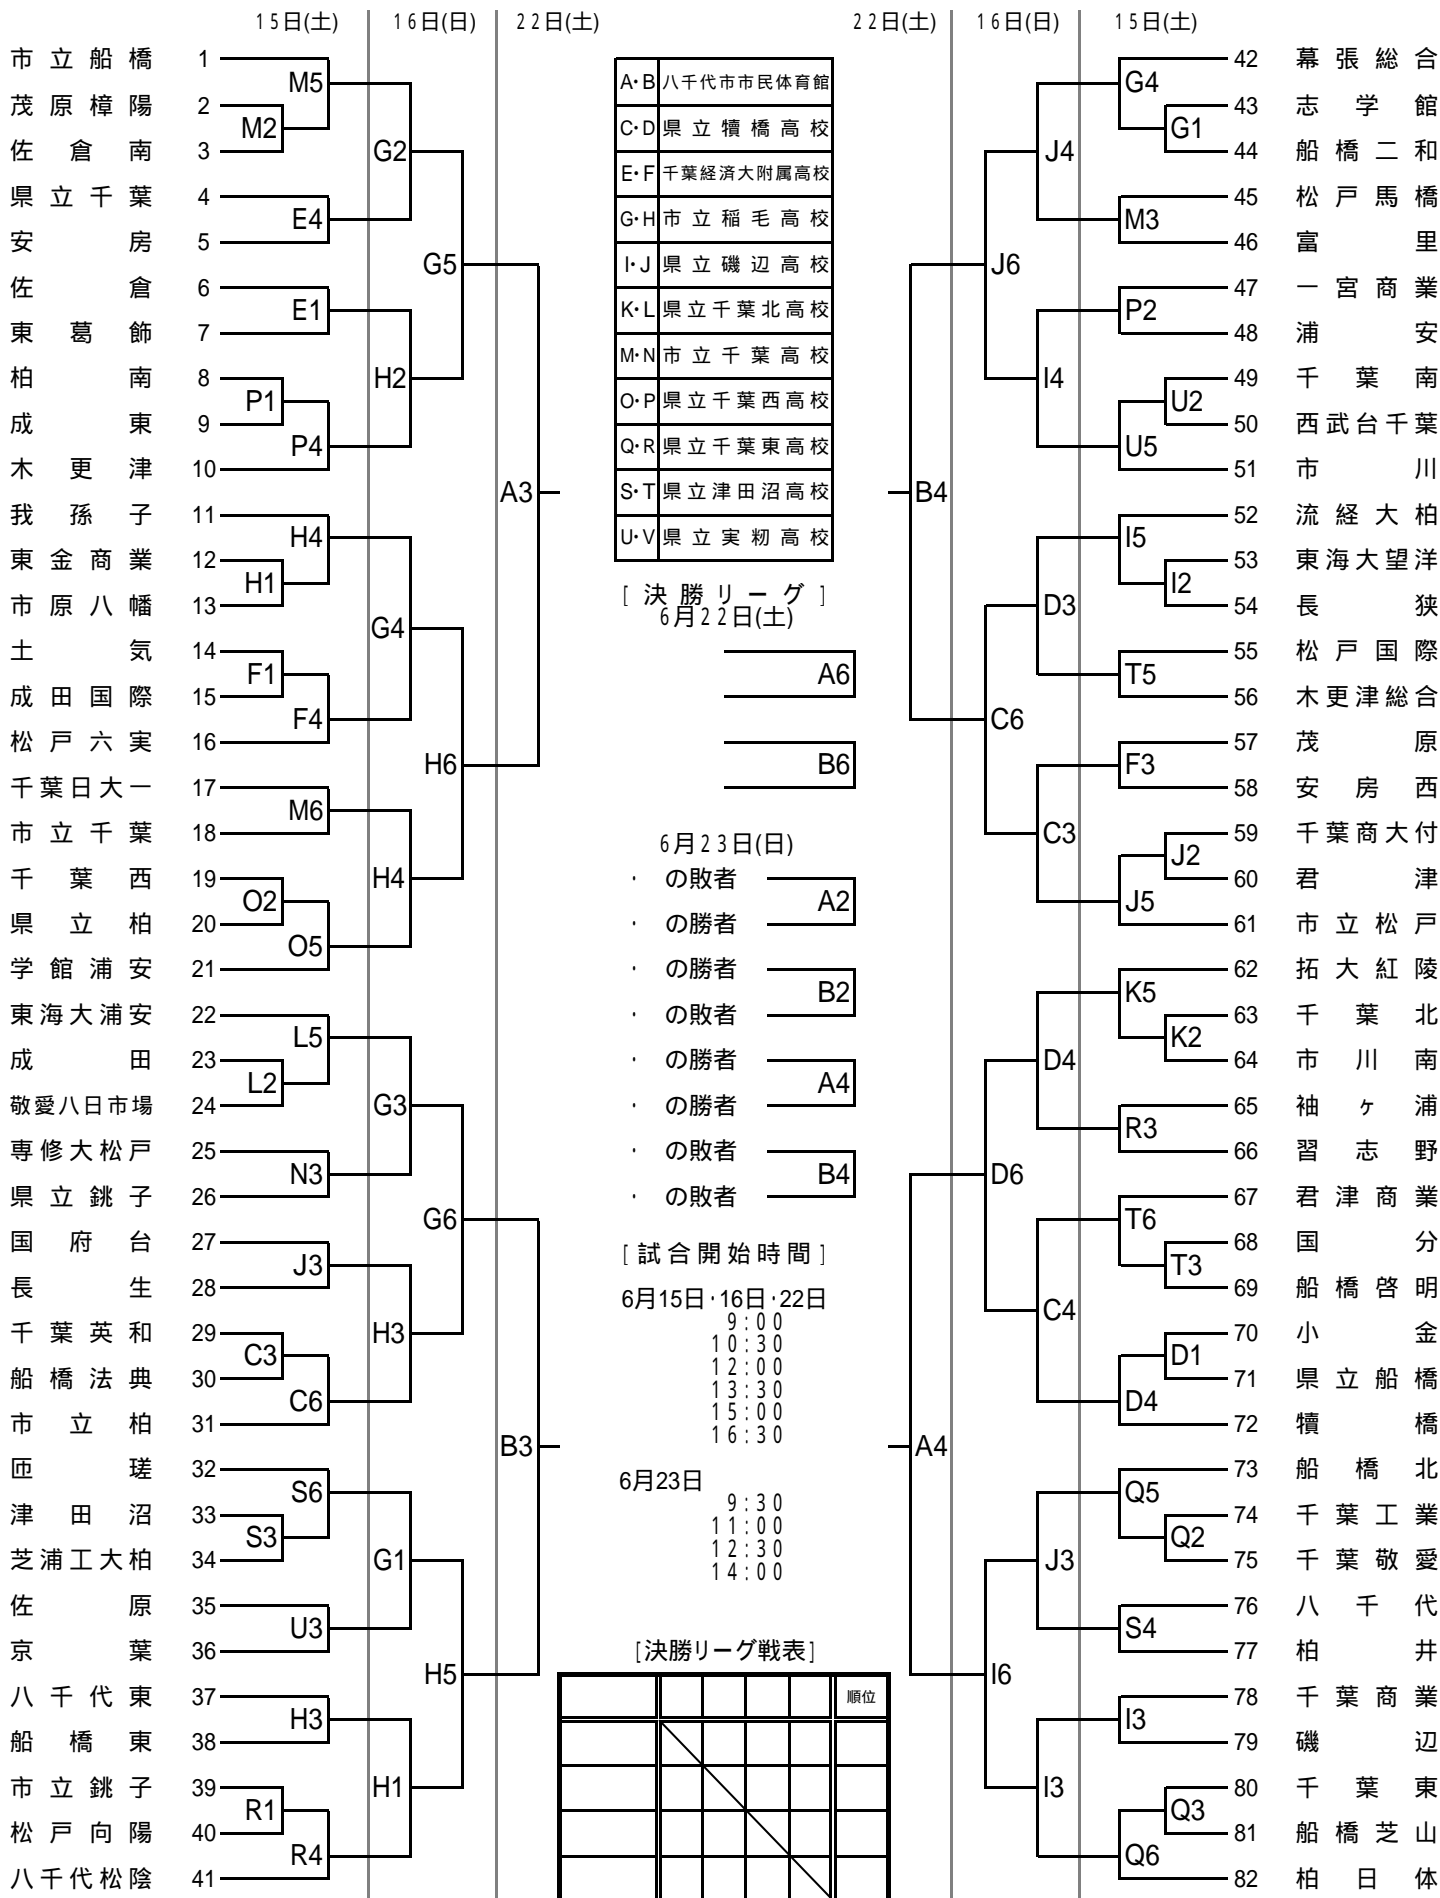 15日(土) 16日(日) 22日(土) 22日(土) 16日(日) 15日(土)
市立船橋 1
M5
茂原樟陽 2
M2
佐倉南 3
G2
県立千葉 4
E4
安房 5
G5
佐倉 6
E1
東葛飾 7
H2
柏南 8
P1
成東 9
P4
木更津 10
A3
我孫子 11
H4
東金商業 12
H1
市原八幡 13
G4
土気 14
F1
成田国際 15
F4
松戸六実 16
H6
千葉日大一 17
M6
市立千葉 18
H4
千葉西 19
O2
県立柏 20
O5
学館浦安 21
東海大浦安 22
L5
成田 23
L2
敬愛八日市場 24
G3
専修大松戸 25
N3
県立銚子 26
G6
国府台 27
J3
長生 28
H3
千葉英和 29
C3
船橋法典 30
C6
市立柏 31
B3
匝瑳 32
S6
津田沼 33
S3
芝浦工大柏 34
G1
佐原 35
U3
京葉 36
H5
八千代東 37
H3
船橋東 38
H1
市立銚子 39
R1
松戸向陽 40
R4
八千代松陰 41
A・B 八千代市市民体育館
C・D 県立犢橋高校
E・F 千葉経済大附属高校
G・H 市立稲毛高校
I・J 県立磯辺高校
K・L 県立千葉北高校
M・N 市立千葉高校
O・P 県立千葉西高校
Q・R 県立千葉東高校
S・T 県立津田沼高校
U・V 県立実籾高校
[決勝リーグ]
6月22日(土)
A6
B6
6月23日(日)
・ の敗者
A2
・ の勝者
・ の勝者
B2
・ の敗者
・ の勝者
A4
・ の勝者
・ の敗者
B4
・ の敗者
[試合開始時間]
6月15日・16日・22日
9:00
10:30
12:00
13:30
15:00
16:30
6月23日
9:30
11:00
12:30
14:00
[決勝リーグ戦表]
順位
42 幕張総合
G4
43 志学館
G1
44 船橋二和
J4
45 松戸馬橋
M3
46 富里
J6
47 一宮商業
P2
48 浦安
I4
49 千葉南
U2
50 西武台千葉
U5
51 市川
B4
52 流経大柏
I5
53 東海大望洋
I2
54 長狭
D3
55 松戸国際
T5
56 木更津総合
C6
57 茂原
F3
58 安房西
C3
59 千葉商大付
J2
60 君津
J5
61 市立松戸
62 拓大紅陵
K5
63 千葉北
K2
64 市川南
D4
65 袖ヶ浦
R3
66 習志野
D6
67 君津商業
T6
68 国分
T3
69 船橋啓明
C4
70 小金
D1
71 県立船橋
D4
72 犢橋
A4
73 船橋北
Q5
74 千葉工業
Q2
75 千葉敬愛
J3
76 八千代
S4
77 柏井
I6
78 千葉商業
I3
79 磯辺
I3
80 千葉東
Q3
81 船橋芝山
Q6
82 柏日体